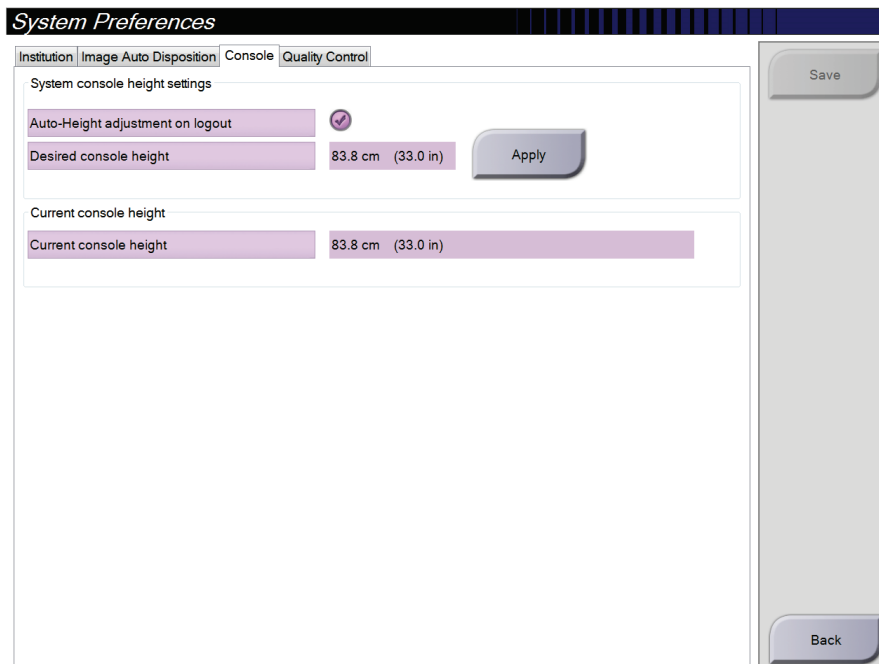 System Preferences
Institution Image Auto Disposition Console Quality Control
Save
System console height settings
Auto-Height adjustment on logout
Desired console height 83.8 cm (33.0 in) Apply
Current console height
Current console height 83.8 cm (33.0 in)
Back